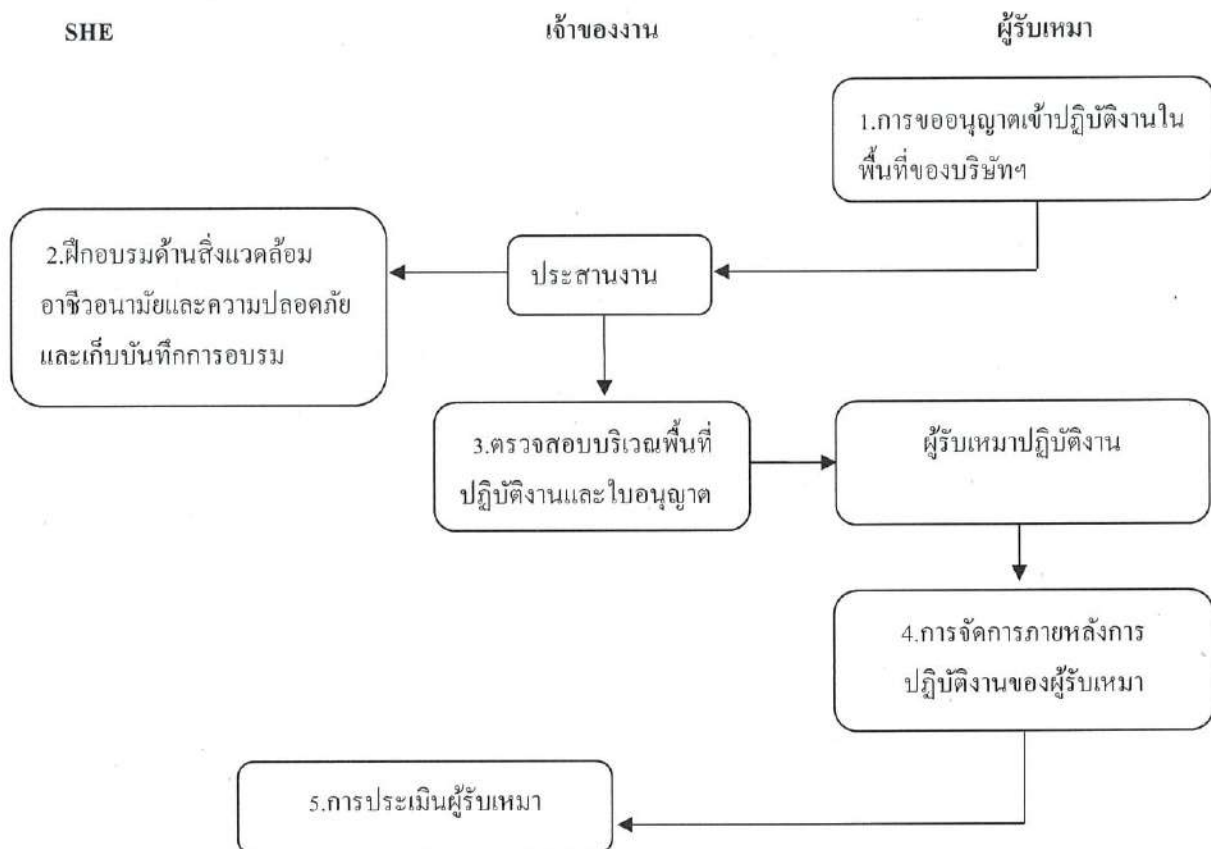 SHE เจ้าของงาน ผู้รับเหมา
1.การขออนุญาตเข้าปฏิบัติงานใน
พื้นที่ของบริษัทฯ
2.ฝึกอบรมด้านสิ่งแวดล้อม
อาชีวอนามัยและความปลอดภัย
และเก็บบันทึกการอบรม
ประสานงาน
3.ตรวจสอบบริเวณพื้นที่
ปฏิบัติงานและใบอนุญาต
ผู้รับเหมาปฏิบัติงาน
4.การจัดการภายหลังการ
ปฏิบัติงานของผู้รับเหมา
5.การประเมินผู้รับเหมา